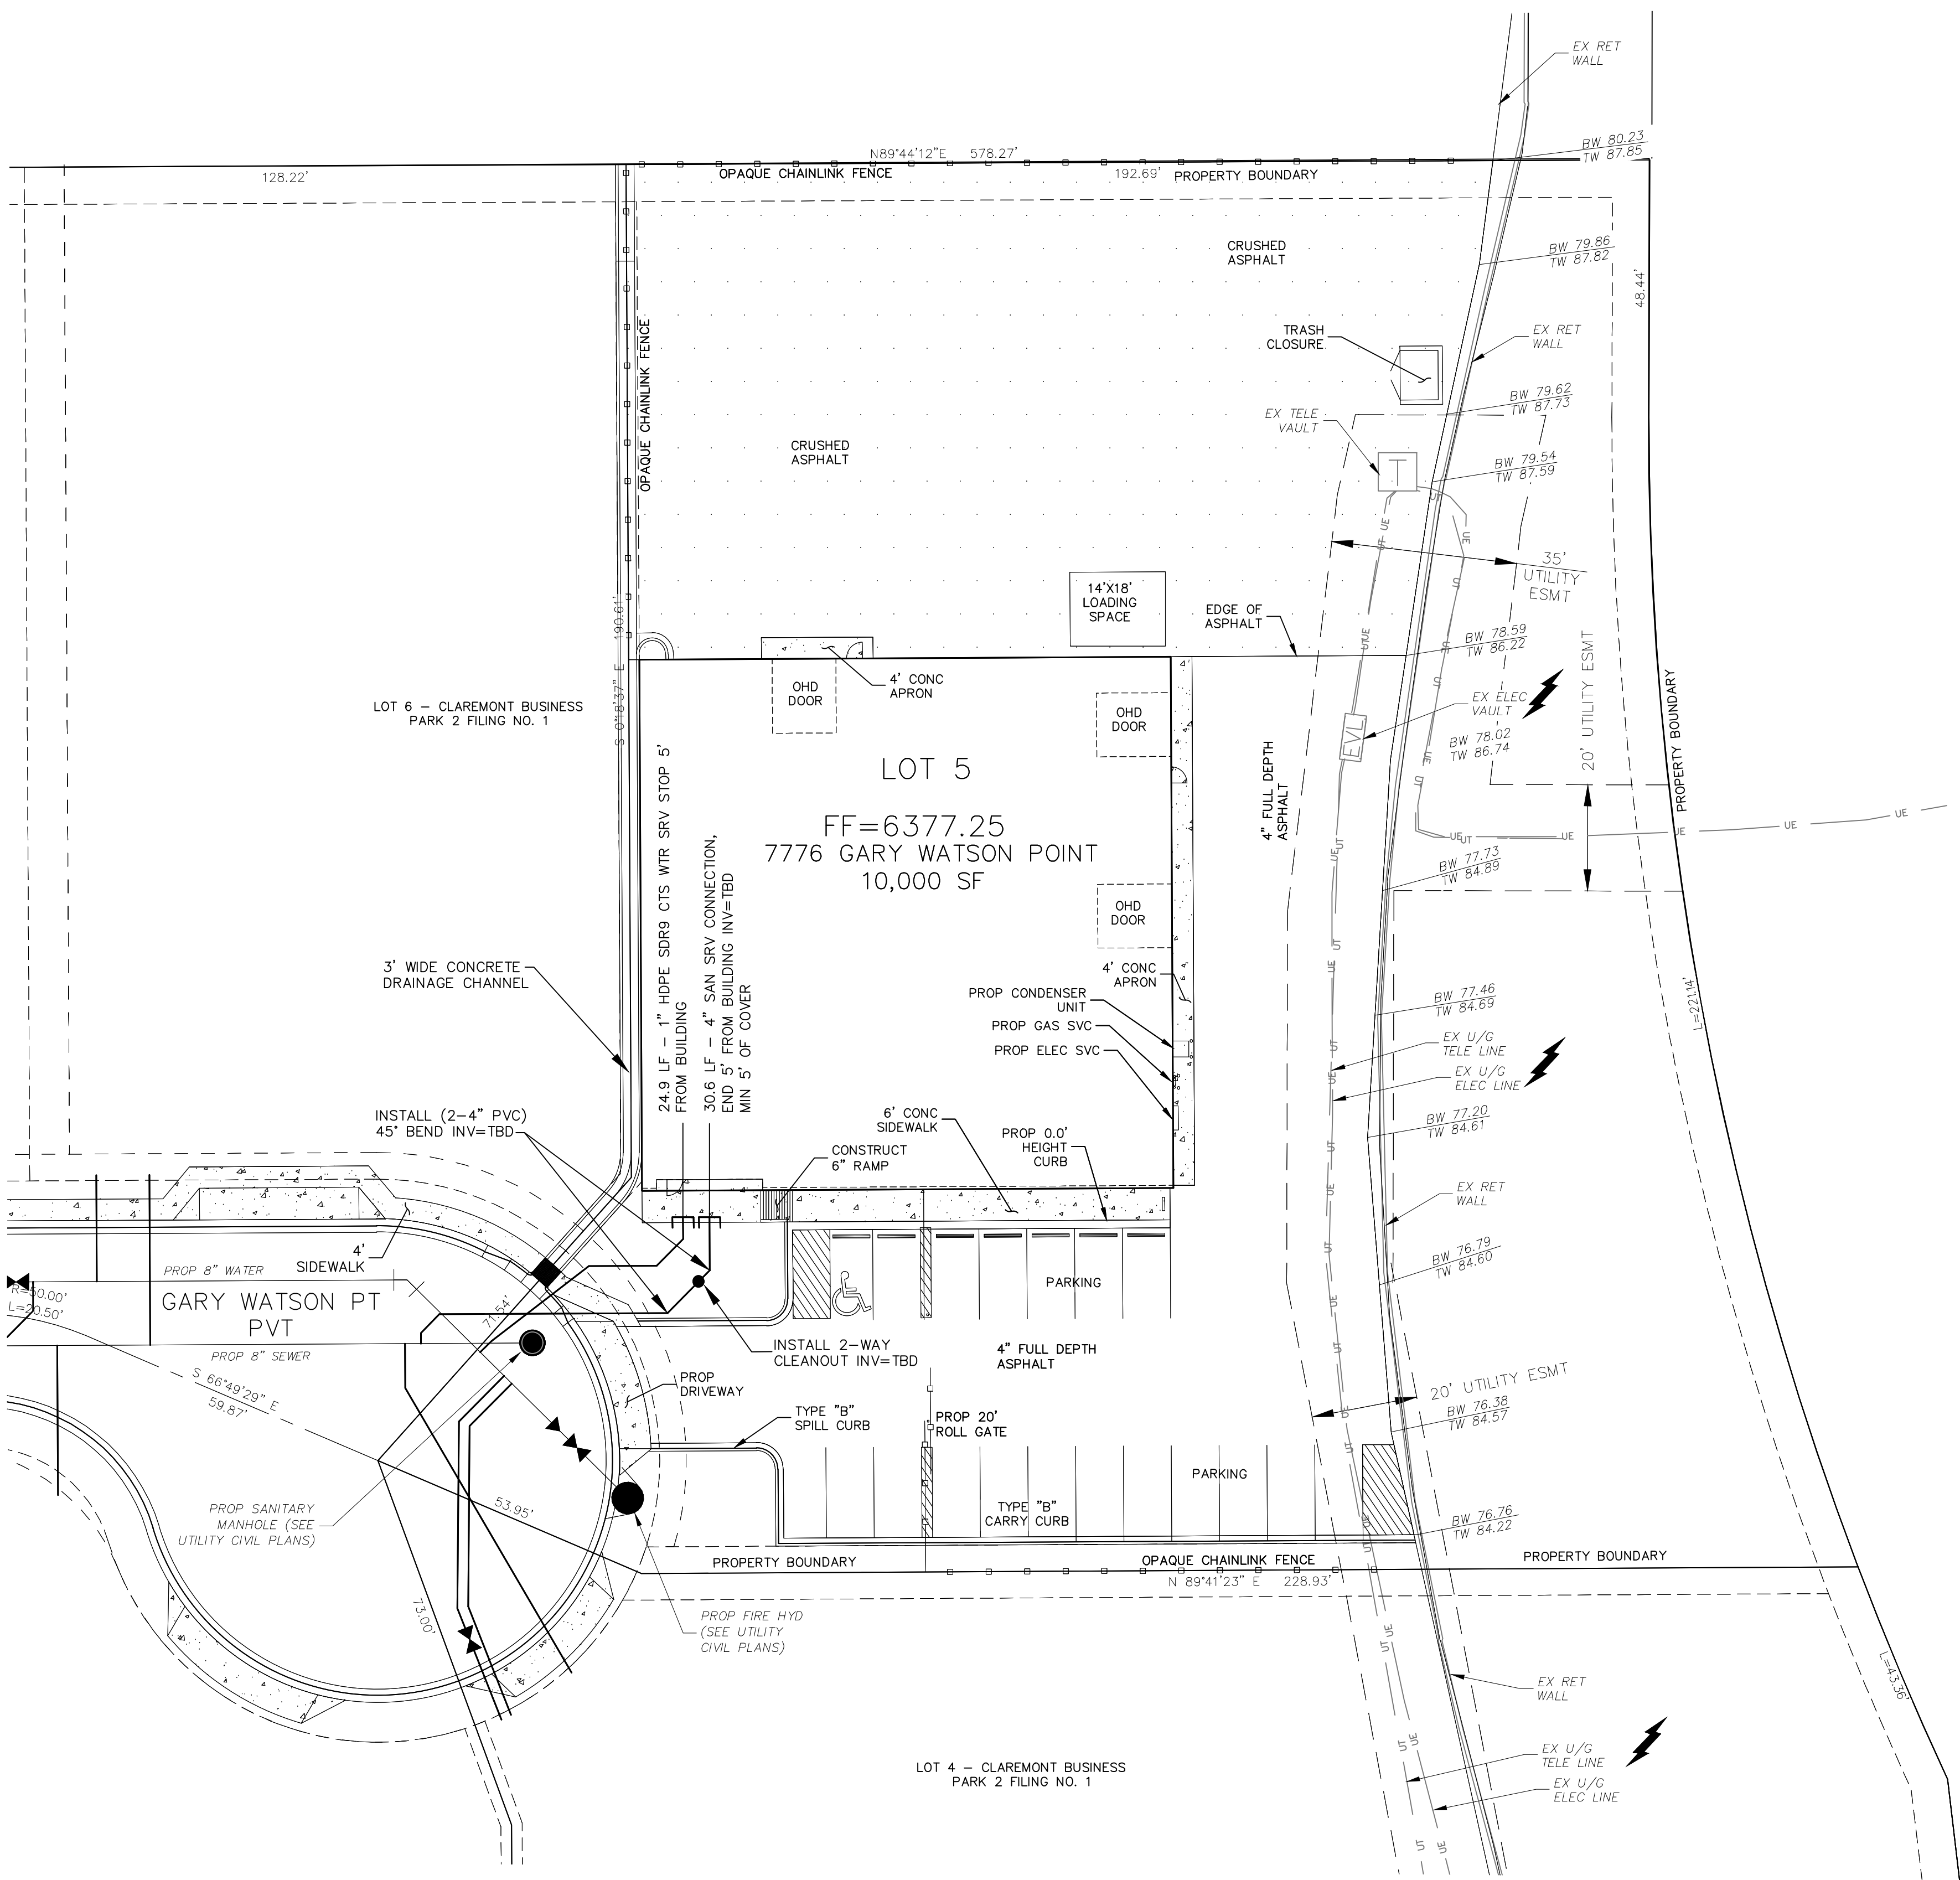 EX RET
WALL
BW 80.23
TW 87.85
N89°44'12"E 578.27'
128.22'
OPAQUE CHAINLINK FENCE
192.69'
PROPERTY BOUNDARY
CRUSHED
ASPHALT
BW 79.86
TW 87.82
48.44'
TRASH
CLOSURE
EX RET
WALL
OPAQUE CHAINLINK FENCE
BW 79.62
TW 87.73
EX TELE
VAULT
CRUSHED
ASPHALT
T
BW 79.54
TW 87.59
35'
UTILITY
ESMT
14'X18'
LOADING
SPACE
EDGE OF
ASPHALT
S 0°18'37" E 190.61'
BW 78.59
TW 86.22
4' CONC
APRON
OHD
DOOR
OHD
DOOR
LOT 6 – CLAREMONT BUSINESS
PARK 2 FILING NO. 1
EX ELEC
VAULT
EVL
BW 78.02
TW 86.74
20' UTILITY ESMT
PROPERTY BOUNDARY
LOT 5
FF=6377.25
7776 GARY WATSON POINT
10,000 SF
4" FULL DEPTH
ASPHALT
UE
UE
UE
UE
UT
UE
BW 77.73
TW 84.89
OHD
DOOR
24.9 LF – 1" HDPE SDR9 CTS WTR SRV STOP 5'
FROM BUILDING
30.6 LF – 4" SAN SRV CONNECTION,
END 5' FROM BUILDING INV=TBD
MIN 5' OF COVER
3' WIDE CONCRETE
DRAINAGE CHANNEL
4' CONC
APRON
PROP CONDENSER
UNIT
PROP GAS SVC
PROP ELEC SVC
BW 77.46
TW 84.69
L=221.14'
EX U/G
TELE LINE
EX U/G
ELEC LINE
INSTALL (2–4" PVC)
45° BEND INV=TBD
6' CONC
SIDEWALK
PROP 0.0'
HEIGHT
CURB
CONSTRUCT
6" RAMP
BW 77.20
TW 84.61
EX RET
WALL
4'
SIDEWALK
BW 76.79
TW 84.60
PROP 8" WATER
R=50.00'
L=20.50'
GARY WATSON PT
PVT
71.54'
PARKING
PROP 8" SEWER
INSTALL 2–WAY
CLEANOUT INV=TBD
4" FULL DEPTH
ASPHALT
S 66°49'29" E
59.87'
PROP
DRIVEWAY
20' UTILITY ESMT
TYPE "B"
SPILL CURB
PROP 20'
ROLL GATE
BW 76.38
TW 84.57
PARKING
53.95'
PROP SANITARY
MANHOLE (SEE
UTILITY CIVIL PLANS)
TYPE "B"
CARRY CURB
BW 76.76
TW 84.22
PROPERTY BOUNDARY
OPAQUE CHAINLINK FENCE
PROPERTY BOUNDARY
N 89°41'23" E 228.93'
73.00'
PROP FIRE HYD
(SEE UTILITY
CIVIL PLANS)
EX RET
WALL
L=43.36'
EX U/G
TELE LINE
EX U/G
ELEC LINE
LOT 4 – CLAREMONT BUSINESS
PARK 2 FILING NO. 1